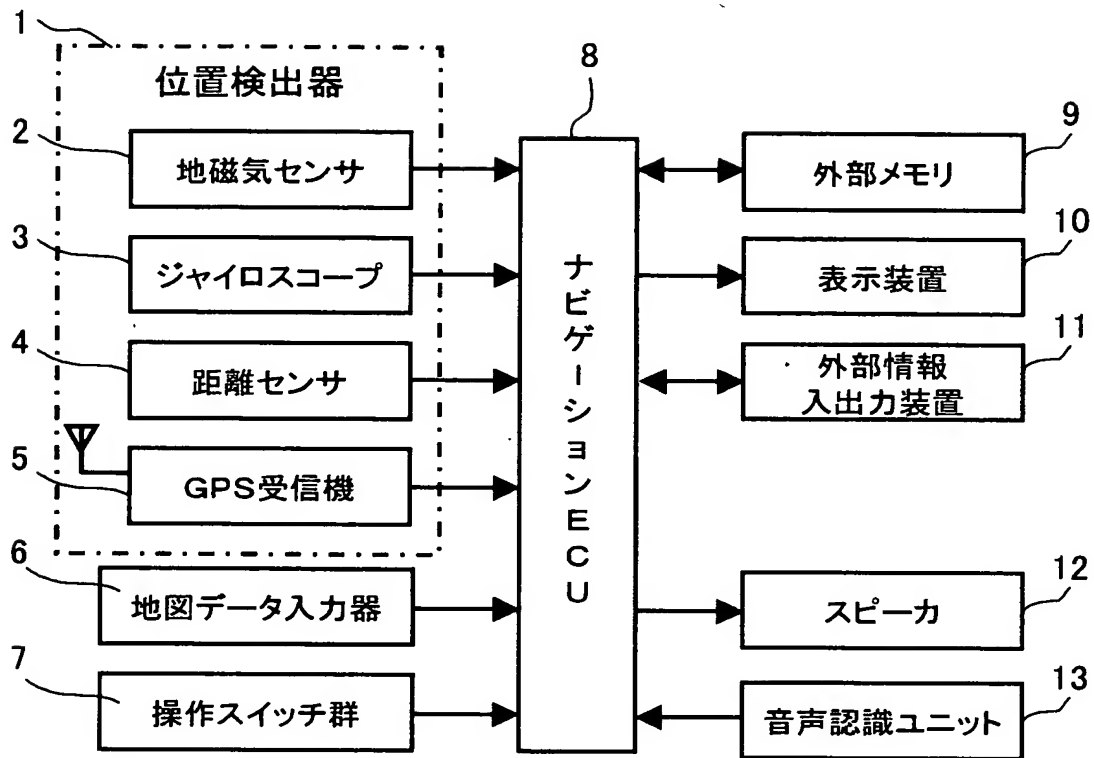 1
位置検出器
2
地磁気センサ
3
ジャイロスコープ
4
距離センサ
5
GPS受信機
6
地図データ入力器
7
操作スイッチ群
8
ナビゲーションECU
9
外部メモリ
10
表示装置
11
外部情報
入出力装置
12
スピーカ
13
音声認識ユニット